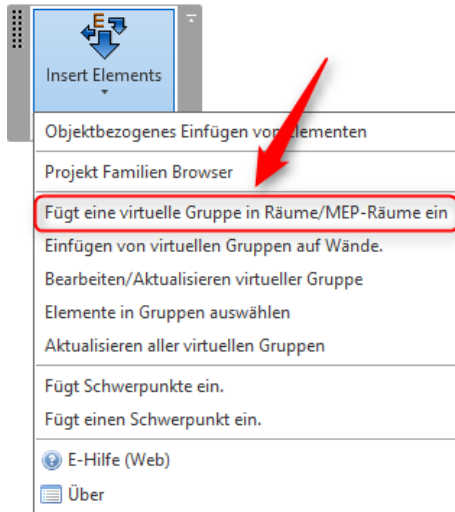 E
Insert Elements
Objektbezogenes Einfügen von Elementen
Projekt Familien Browser
Fügt eine virtuelle Gruppe in Räume/MEP-Räume ein
Einfügen von virtuellen Gruppen auf Wände.
Bearbeiten/Aktualisieren virtueller Gruppe
Elemente in Gruppen auswählen
Aktualisieren aller virtuellen Gruppen
Fügt Schwerpunkte ein.
Fügt einen Schwerpunkt ein.
E-Hilfe (Web)
Über